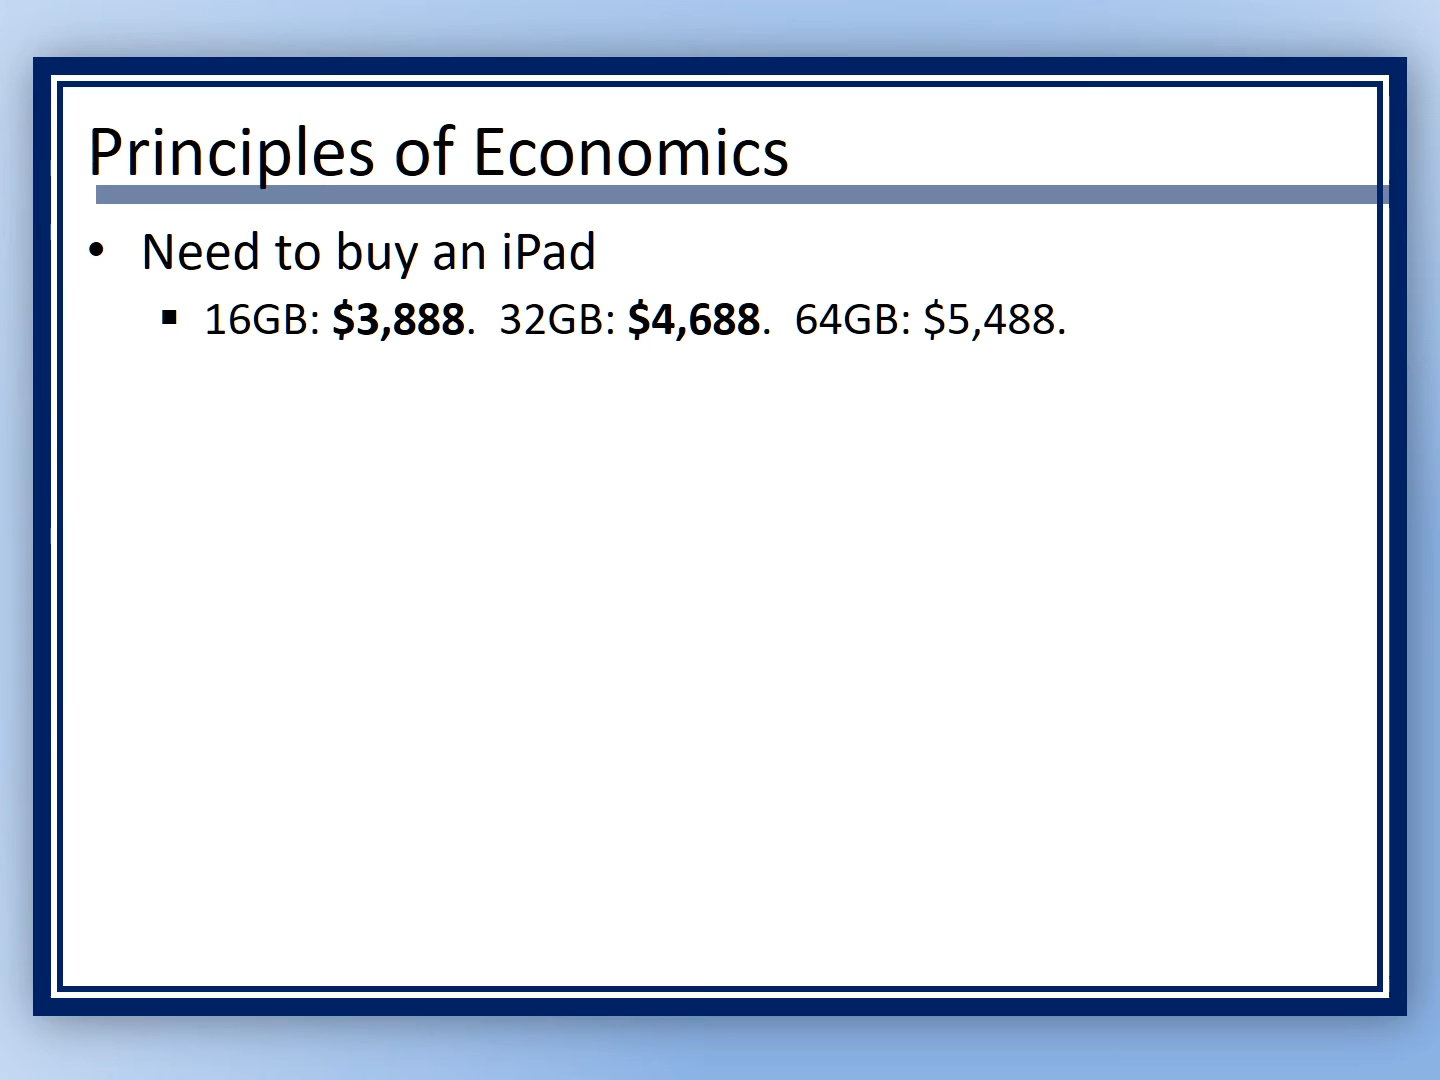 Principles of Economics
• Need to buy an iPad
▪ 16GB: $3,888. 32GB: $4,688. 64GB: $5,488.